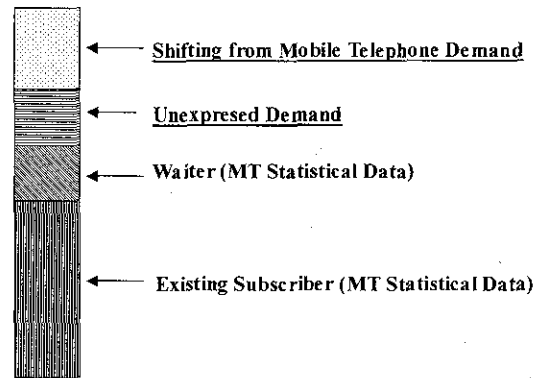 Shifting from Mobile Telephone Demand
Unexpresed Demand
Waiter (MT Statistical Data)
Existing Subscriber (MT Statistical Data)